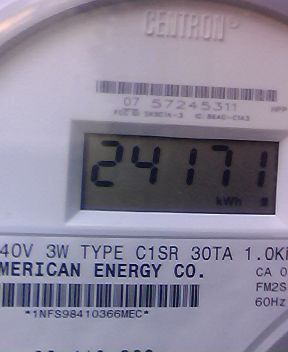 CENTRON®
07 57245311
24171
kWh
40V 3W TYPE C1SR 30TA 1.0K
MERICAN ENERGY CO. CA 0
FM2S
*1NFS98410366MEC* 60Hz